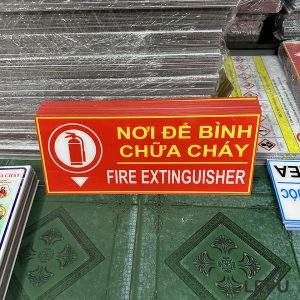 NƠI ĐỂ BÌNH
CHỮA CHÁY
FIRE EXTINGUISHER